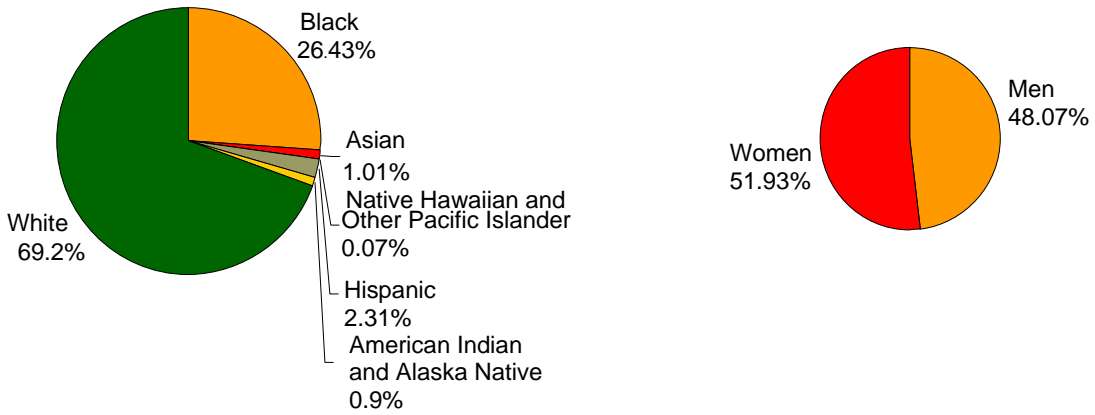 Black
26.43%
Asian
1.01%
Native Hawaiian and
Other Pacific Islander
0.07%
Hispanic
2.31%
American Indian
and Alaska Native
0.9%
White
69.2%
Men
48.07%
Women
51.93%